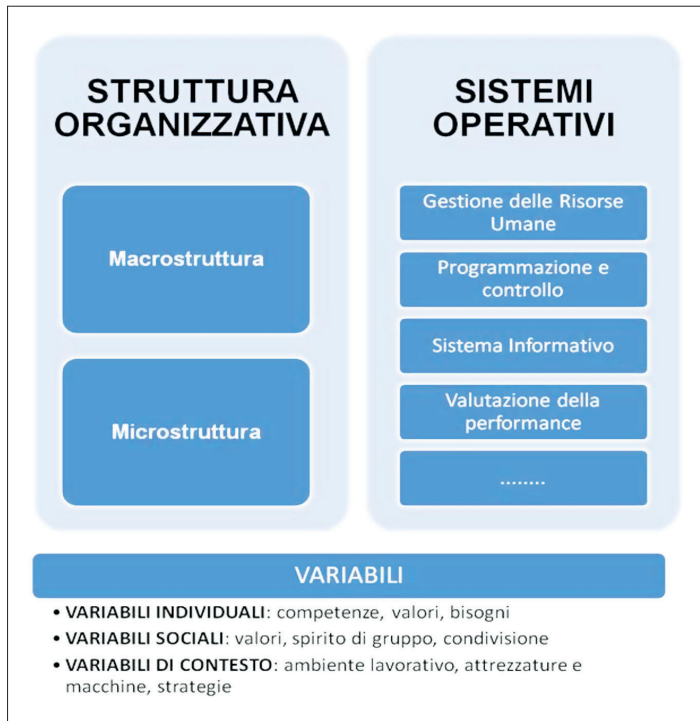 STRUTTURA
ORGANIZZATIVA
Macrostruttura
Microstruttura
SISTEMI
OPERATIVI
Gestione delle Risorse
Umane
Programmazione e
controllo
Sistema Informativo
Valutazione della
performance
........
VARIABILI
• VARIABILI INDIVIDUALI: competenze, valori, bisogni
• VARIABILI SOCIALI: valori, spirito di gruppo, condivisione
• VARIABILI DI CONTESTO: ambiente lavorativo, attrezzature e
macchine, strategie